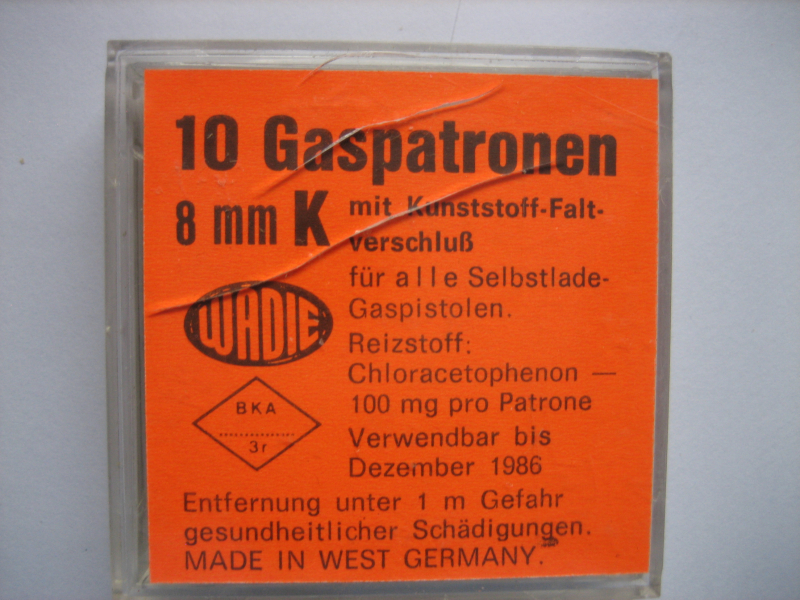 10 Gaspatronen
8 mm K mit Kunststoff-Falt-
verschluß
für alle Selbstlade-
Gaspistolen.
WADIE
Reizstoff:
Chloracetophenon —
100 mg pro Patrone
BKA
3r
Verwendbar bis
Dezember 1986
Entfernung unter 1 m Gefahr
gesundheitlicher Schädigungen.
MADE IN WEST GERMANY.